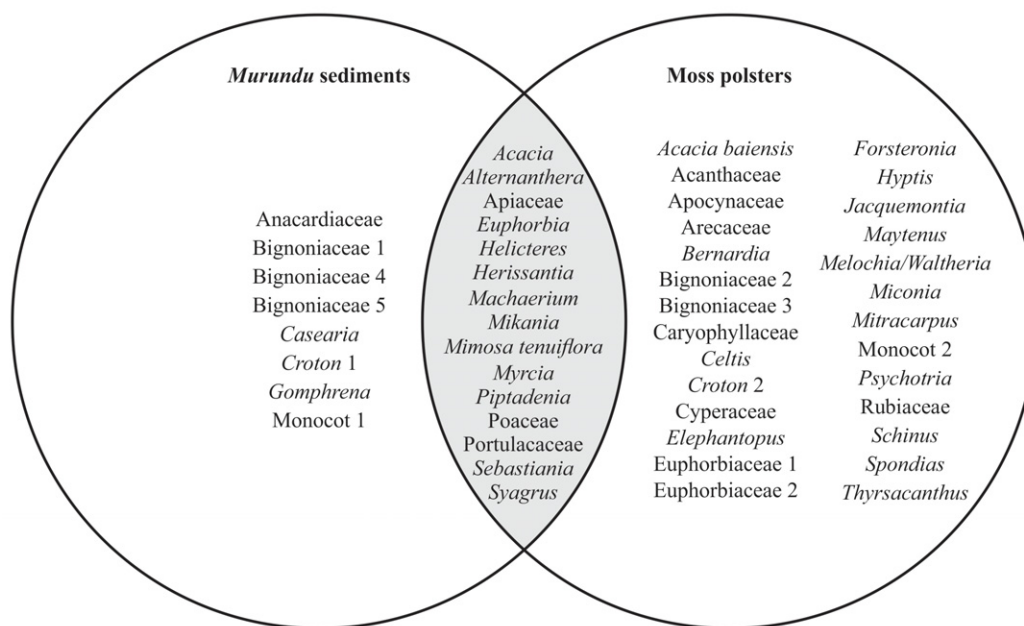 Murundu sediments
Anacardiaceae
Bignoniaceae 1
Bignoniaceae 4
Bignoniaceae 5
Casearia
Croton 1
Gomphrena
Monocot 1
Acacia
Alternanthera
Apiaceae
Euphorbia
Helicteres
Herissantia
Machaerium
Mikania
Mimosa tenuiflora
Myrcia
Piptadenia
Poaceae
Portulacaceae
Sebastiania
Syagrus
Moss polsters
Acacia baiensis
Acanthaceae
Apocynaceae
Arecaceae
Bernardia
Bignoniaceae 2
Bignoniaceae 3
Caryophyllaceae
Celtis
Croton 2
Cyperaceae
Elephantopus
Euphorbiaceae 1
Euphorbiaceae 2
Forsteronia
Hyptis
Jacquemontia
Maytenus
Melochia/Waltheria
Miconia
Mitracarpus
Monocot 2
Psychotria
Rubiaceae
Schinus
Spondias
Thyrsacanthus